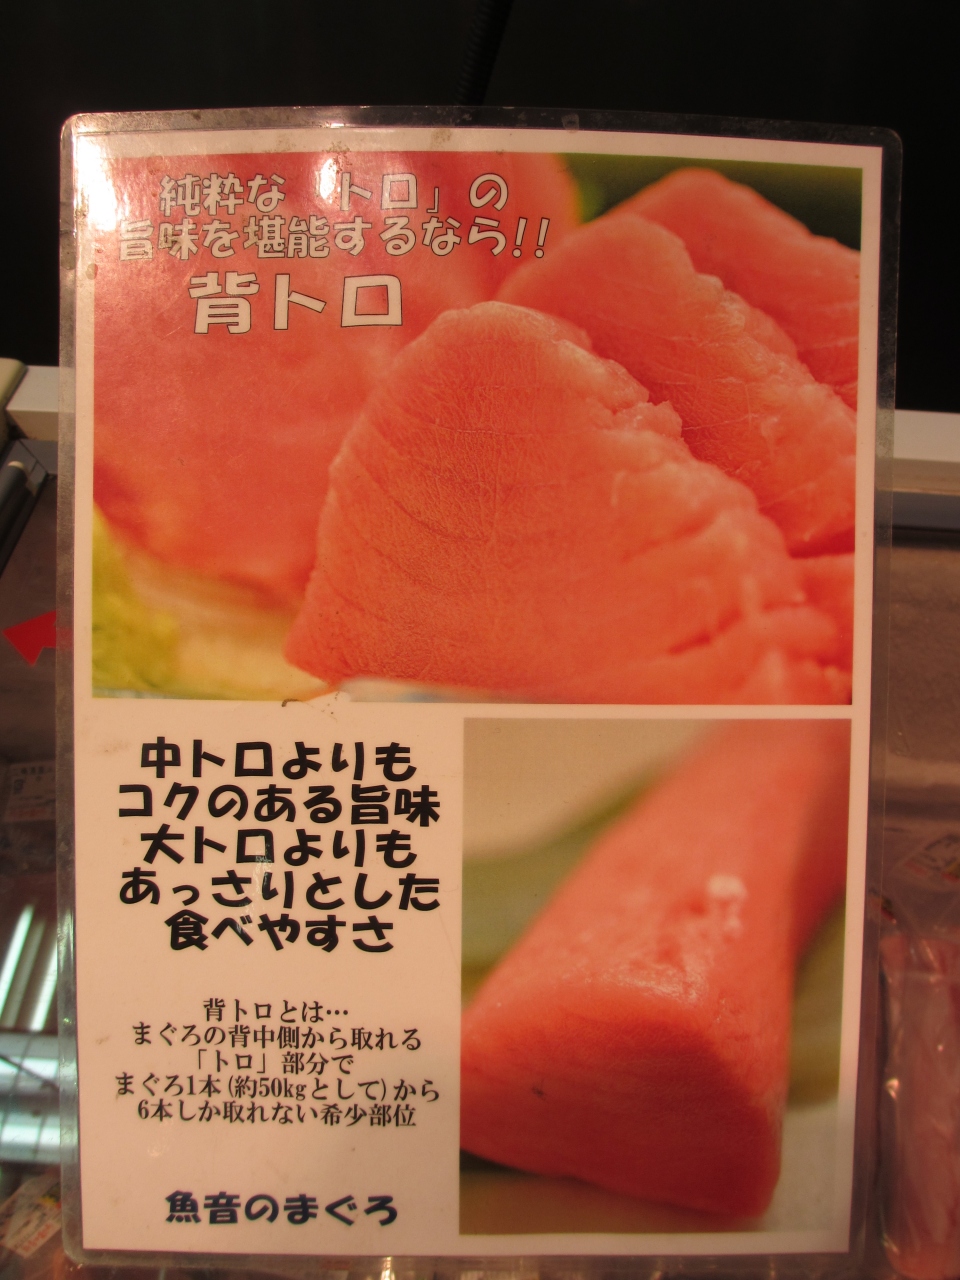 純粋な「トロ」の
旨味を堪能するなら!!
背トロ
中トロよりも
コクのある旨味
大トロよりも
あっさりとした
食べやすさ
背トロとは…
まぐろの背中側から取れる
「トロ」部分で
まぐろ1本(約50kgとして)から
6本しか取れない希少部位
魚音のまぐろ